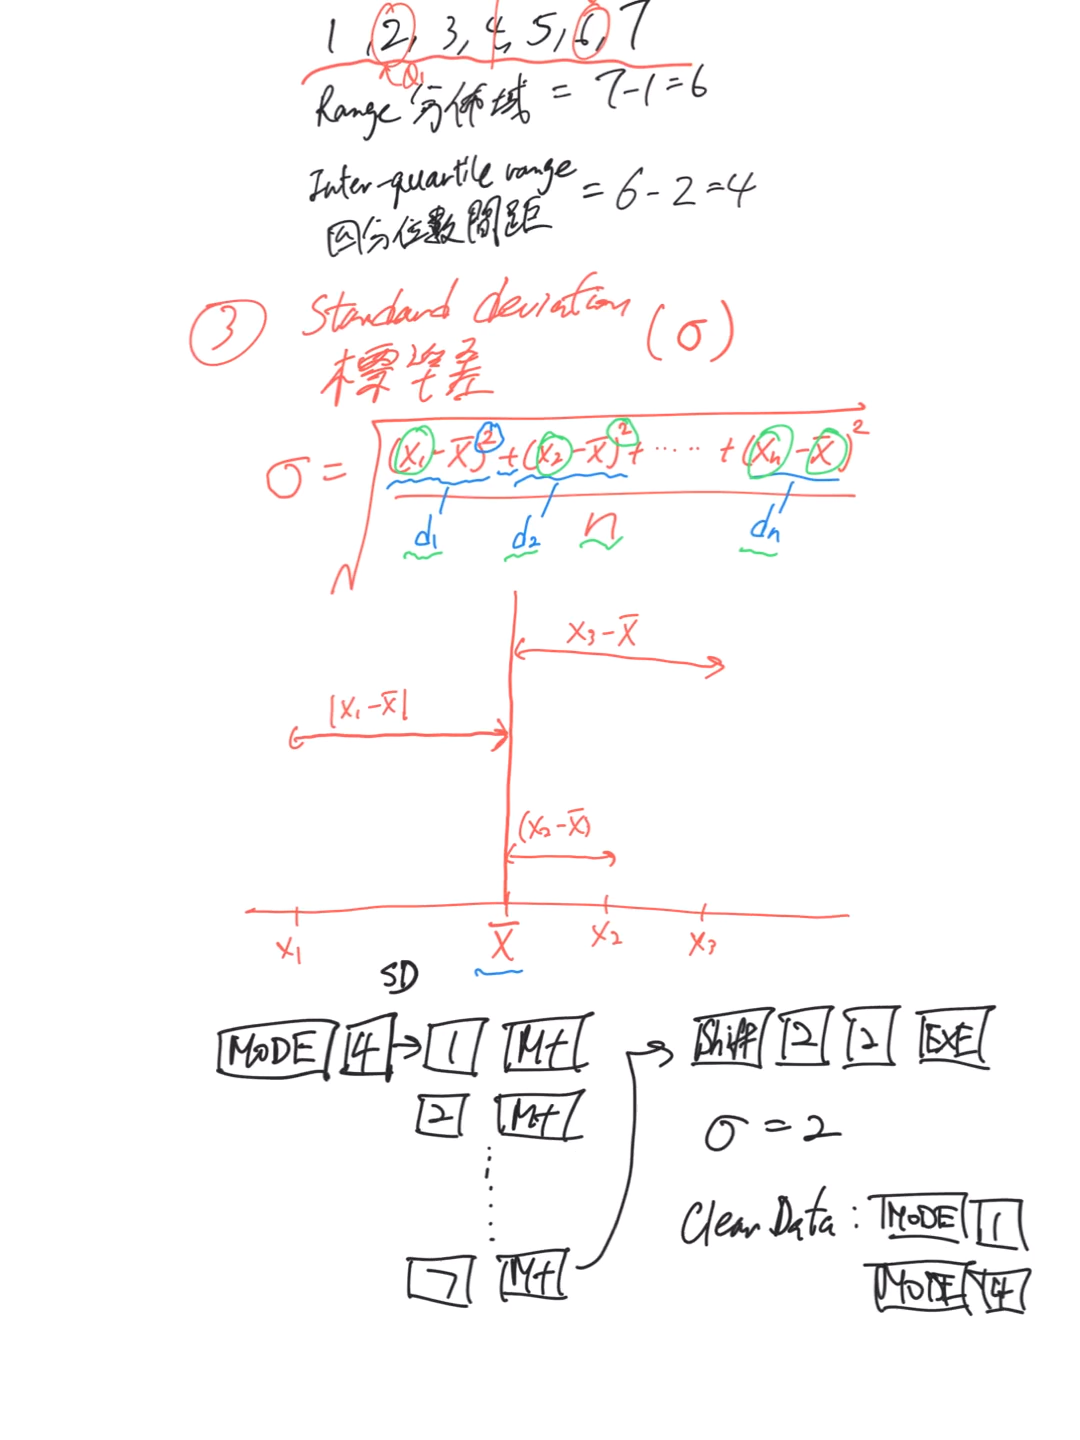 1, 2, 3, 4, 5, 6, 7
Q₁
Range 分佈域 = 7-1=6
Inter-quartile range
四分位數間距 = 6-2=4
③ Standard deviation (σ)
標準差
σ = √((x₁-x̄)²+(x₂-x̄)²+ ······ +(xₙ-x̄)²
d₁ d₂ n dₙ
x₃-x̄
|x₁-x̄|
(x₂-x̄)
x₁ x̄ x₂ x₃
SD
MODE 4 → 1 M+
2 M+
7 M+
Shift 2 2 EXE
σ = 2
Clear Data : MODE 1
MODE 4